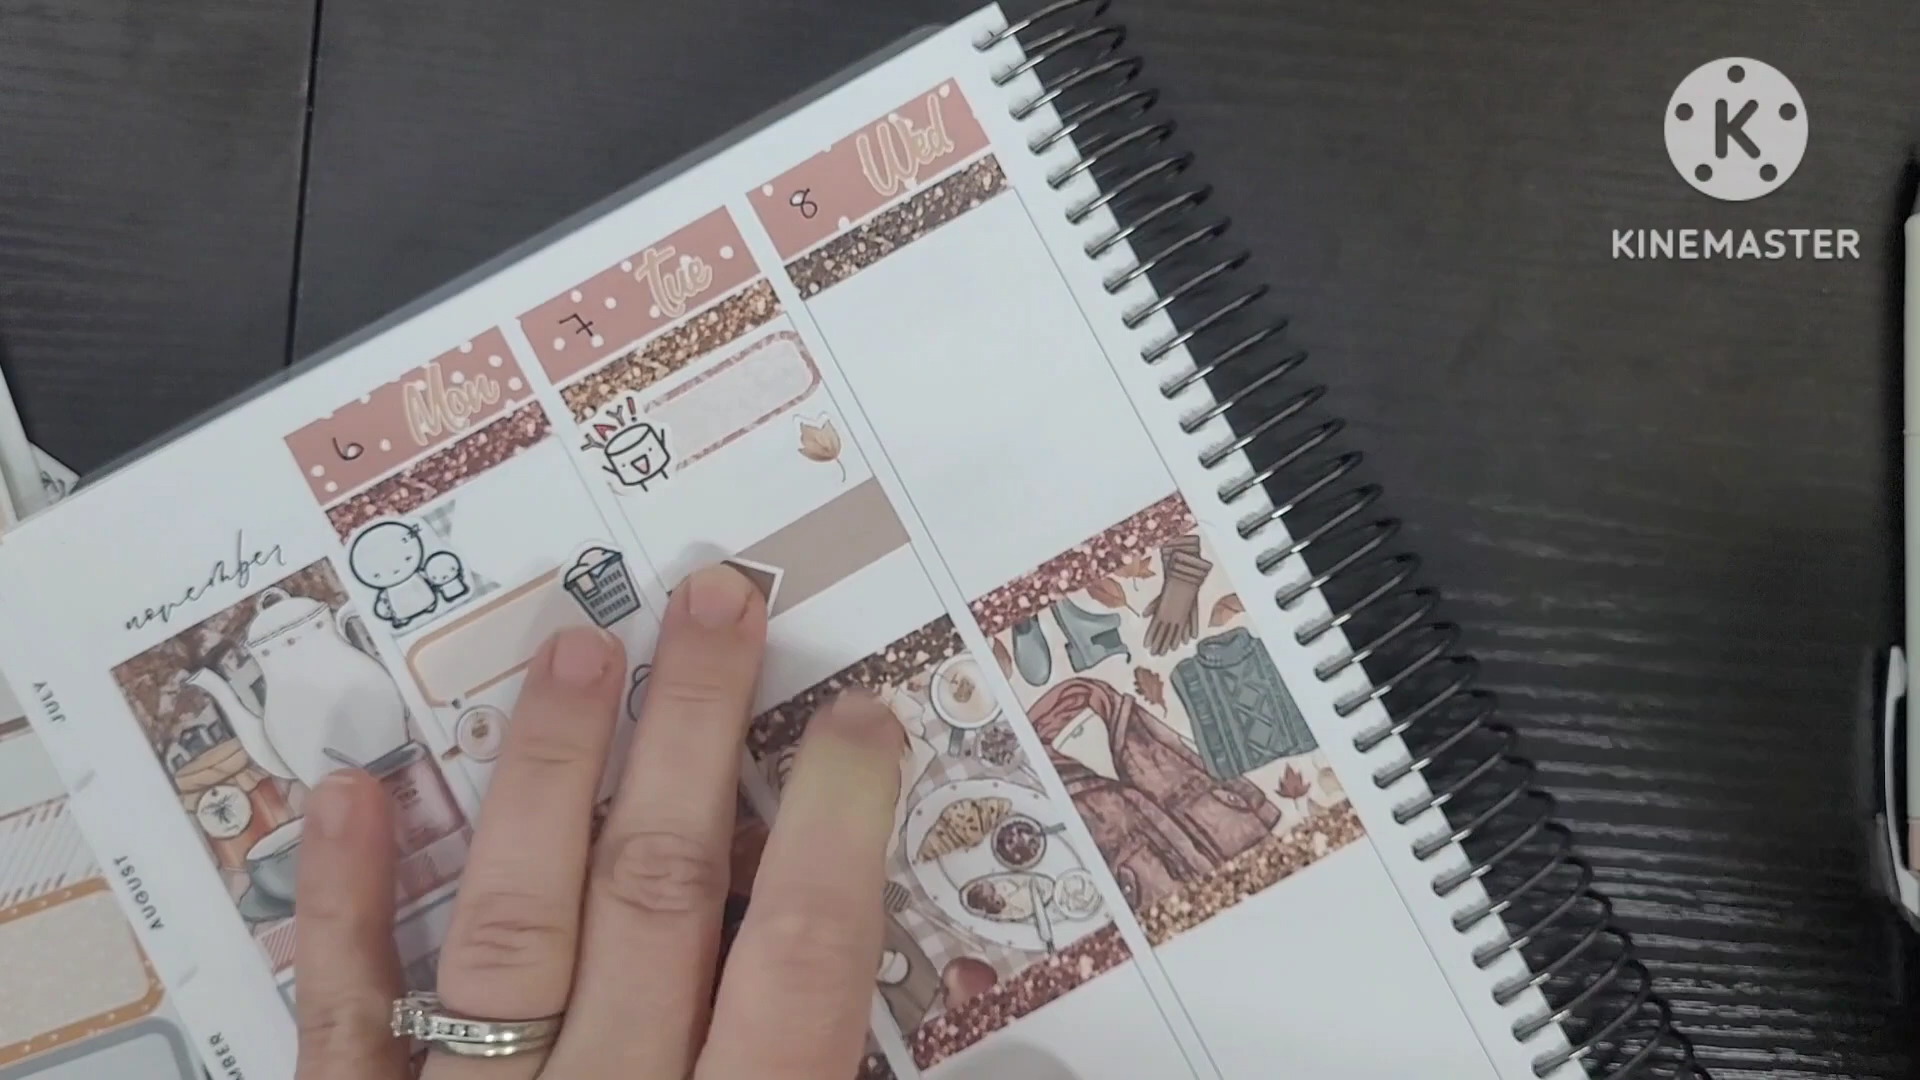 K
KINEMASTER
8 Wed
7 Tue
6 Mon
YAY!
november
JULY
AUGUST